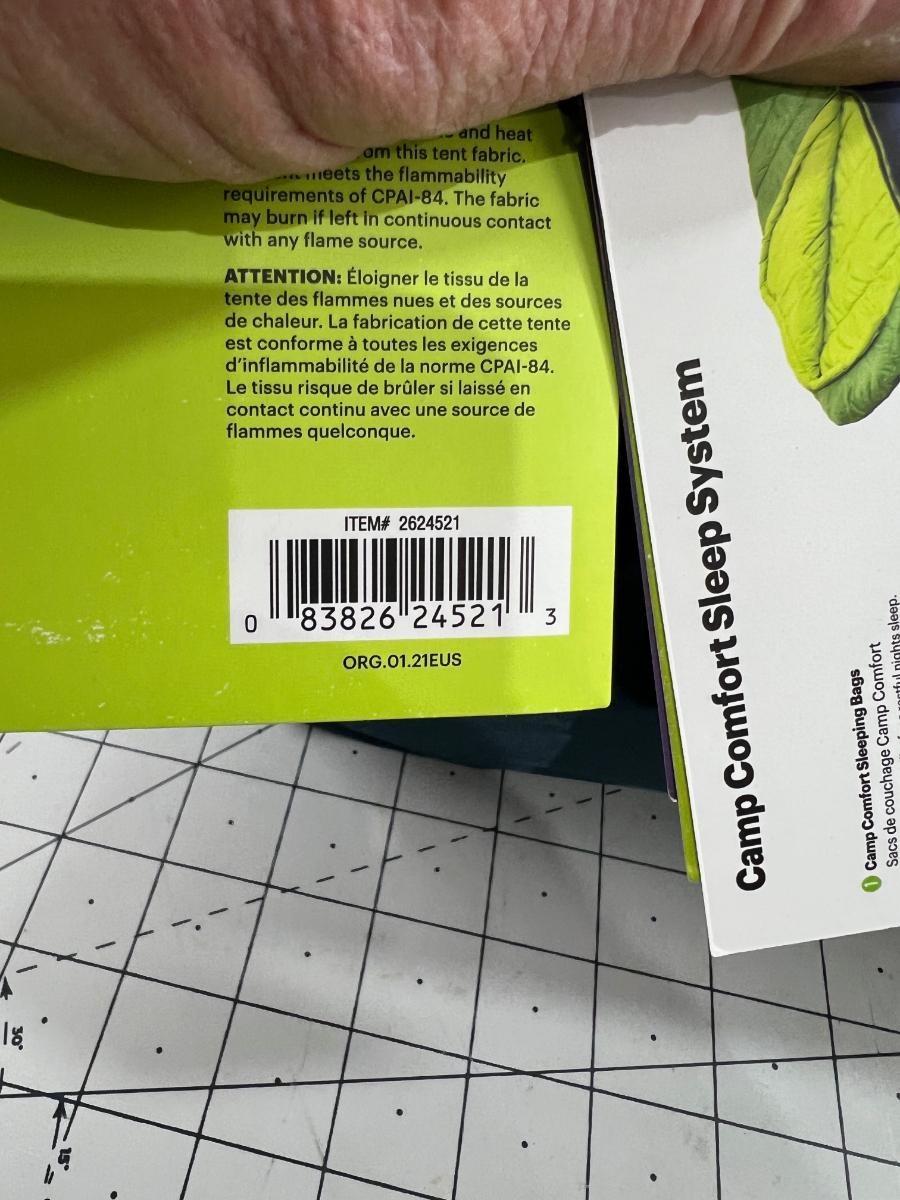 and heat
this tent fabric.
meets the flammability
requirements of CPAI-84. The fabric
may burn if left in continuous contact
with any flame source.
ATTENTION: Éloigner le tissu de la
tente des flammes nues et des sources
de chaleur. La fabrication de cette tente
est conforme à toutes les exigences
d'inflammabilité de la norme CPAI-84.
Le tissu risque de brûler si laissé en
contact continu avec une source de
flammes quelconque.
ITEM# 2624521
0 83826 24521 3
ORG.01.21EUS
Camp Comfort Sleep System
1 Camp Comfort Sleeping Bags
Sacs de couchage Camp Comfort
nights sleep.
30°
15°